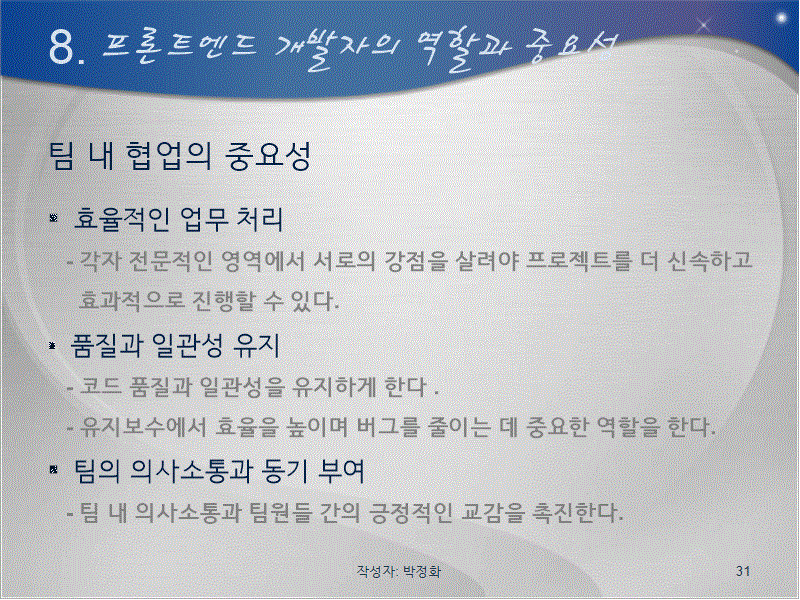 8. 프론트엔드 개발자의 역할과 중요성
팀 내 협업의 중요성
효율적인 업무 처리
- 각자 전문적인 영역에서 서로의 강점을 살려야 프로젝트를 더 신속하고
효과적으로 진행할 수 있다.
품질과 일관성 유지
- 코드 품질과 일관성을 유지하게 한다 .
- 유지보수에서 효율을 높이며 버그를 줄이는 데 중요한 역할을 한다.
팀의 의사소통과 동기 부여
- 팀 내 의사소통과 팀원들 간의 긍정적인 교감을 촉진한다.
작성자: 박정화
31